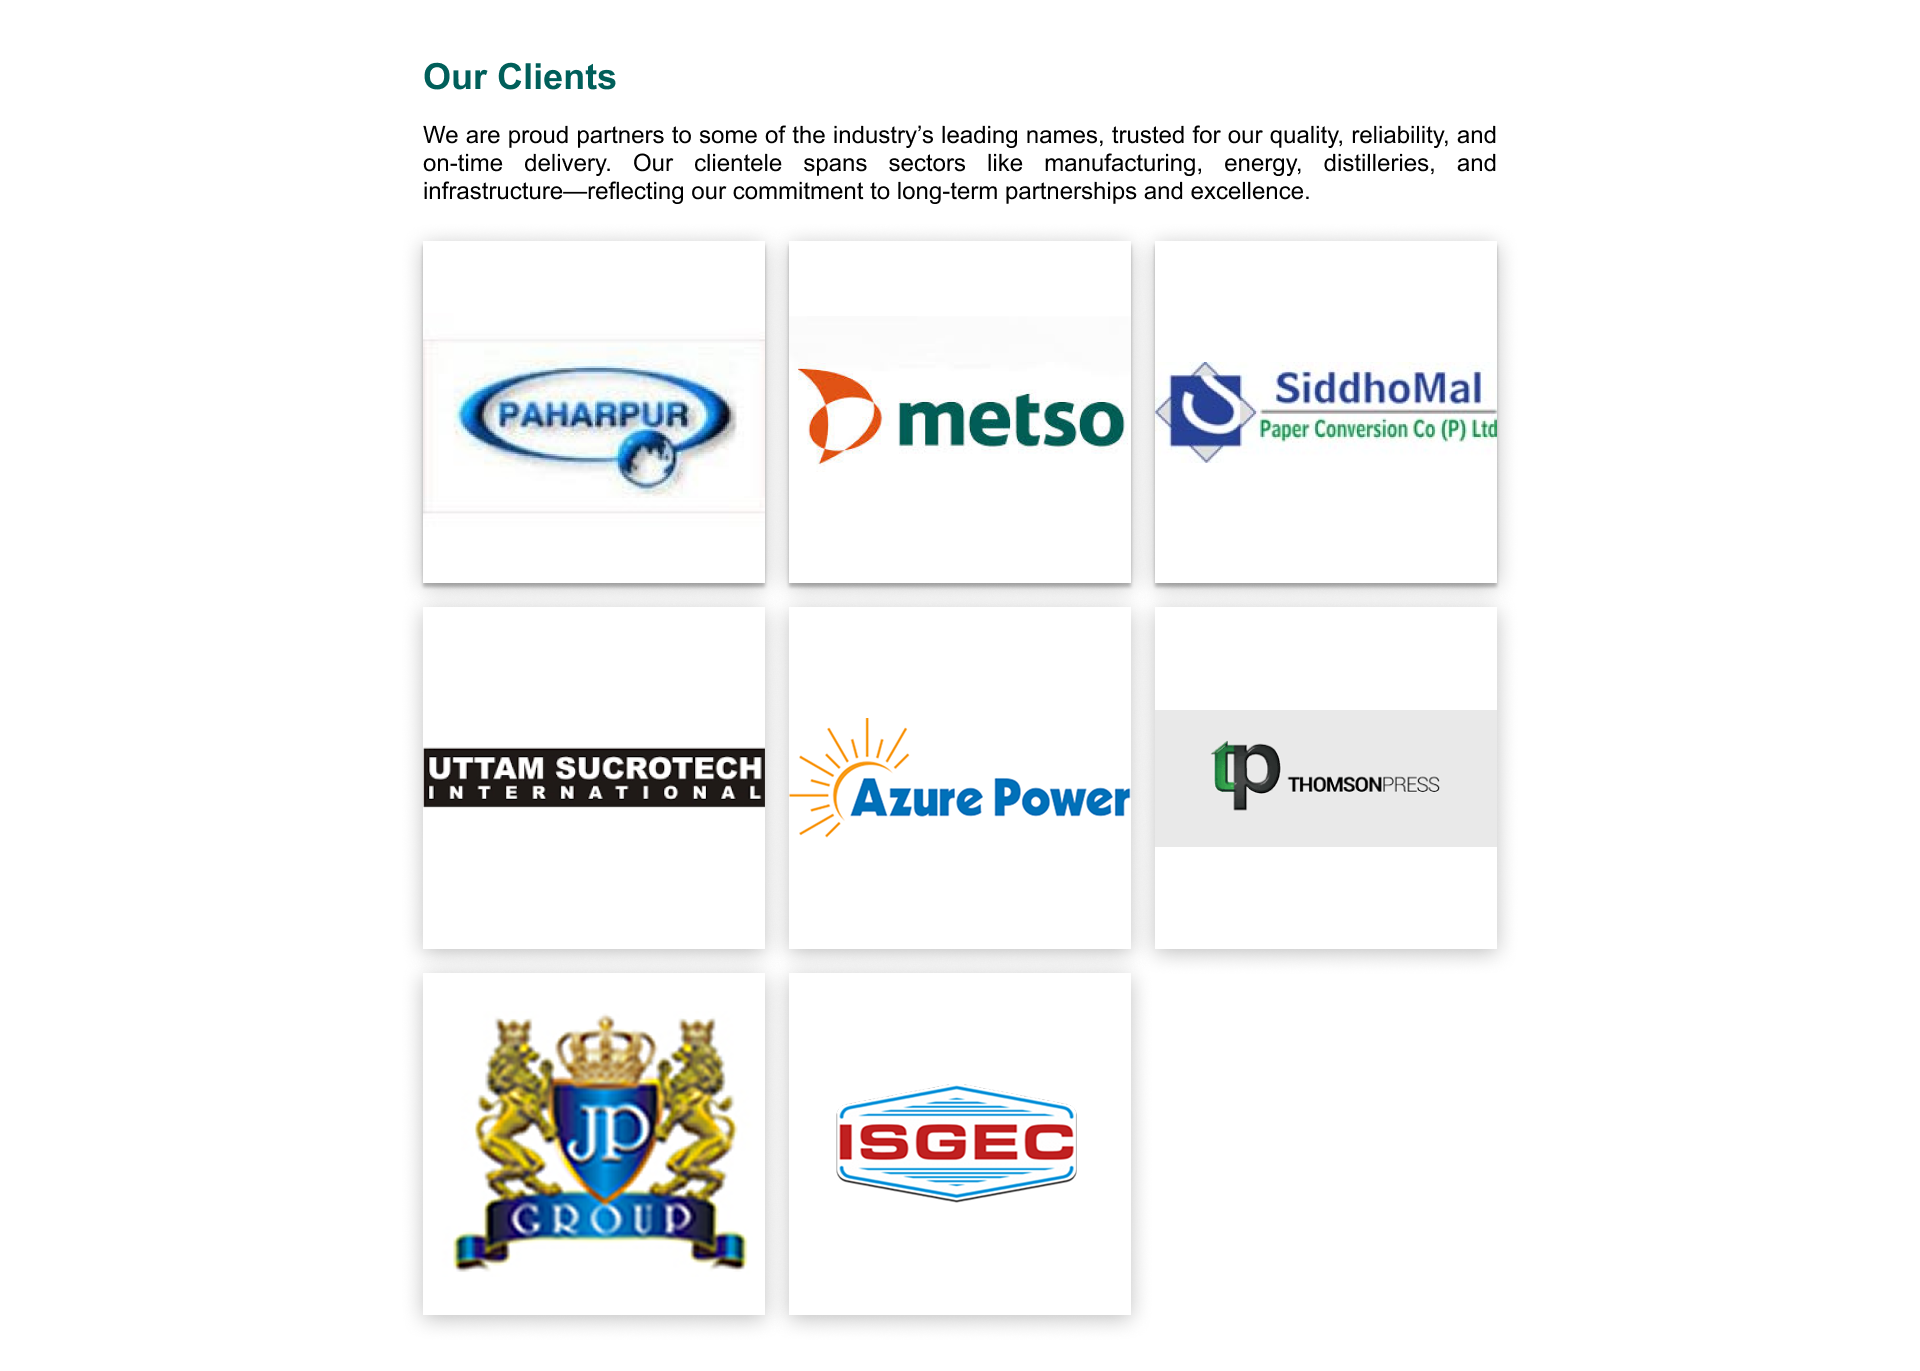 Our Clients
We are proud partners to some of the industry’s leading names, trusted for our quality, reliability, and
on-time delivery. Our clientele spans sectors like manufacturing, energy, distilleries, and
infrastructure—reflecting our commitment to long-term partnerships and excellence.
PAHARPUR
metso
SiddhoMal
Paper Conversion Co (P) Ltd
UTTAM SUCROTECH
INTERNATIONAL
Azure Power
tp THOMSONPRESS
JP
GROUP
ISGEC